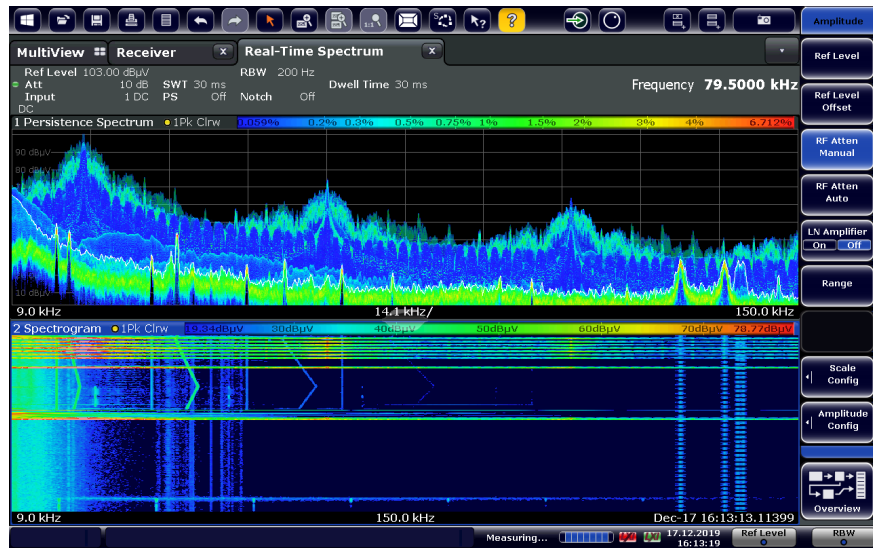 Amplitude
MultiView Receiver x Real-Time Spectrum x
Ref Level 103.00 dBµV RBW 200 Hz
Att 10 dB SWT 30 ms Dwell Time 30 ms Frequency 79.5000 kHz
Input 1 DC PS Off Notch Off
DC
1 Persistence Spectrum 1Pk Clrw 0.059% 0.2% 0.3% 0.5% 0.75% 1% 1.5% 2% 3% 4% 6.712%
90 dBµV
80 dBµV
10 dBµV
9.0 kHz 14.1 kHz/ 150.0 kHz
2 Spectrogram 1Pk Clrw 19.34dBµV 30dBµV 40dBµV 50dBµV 60dBµV 70dBµV 78.77dBµV
9.0 kHz 150.0 kHz Dec-17 16:13:13.11399
Measuring... 17.12.2019
16:13:19
Ref Level
RBW
Ref Level
Ref Level
Offset
RF Atten
Manual
RF Atten
Auto
LN Amplifier
On Off
Range
Scale
Config
Amplitude
Config
Overview